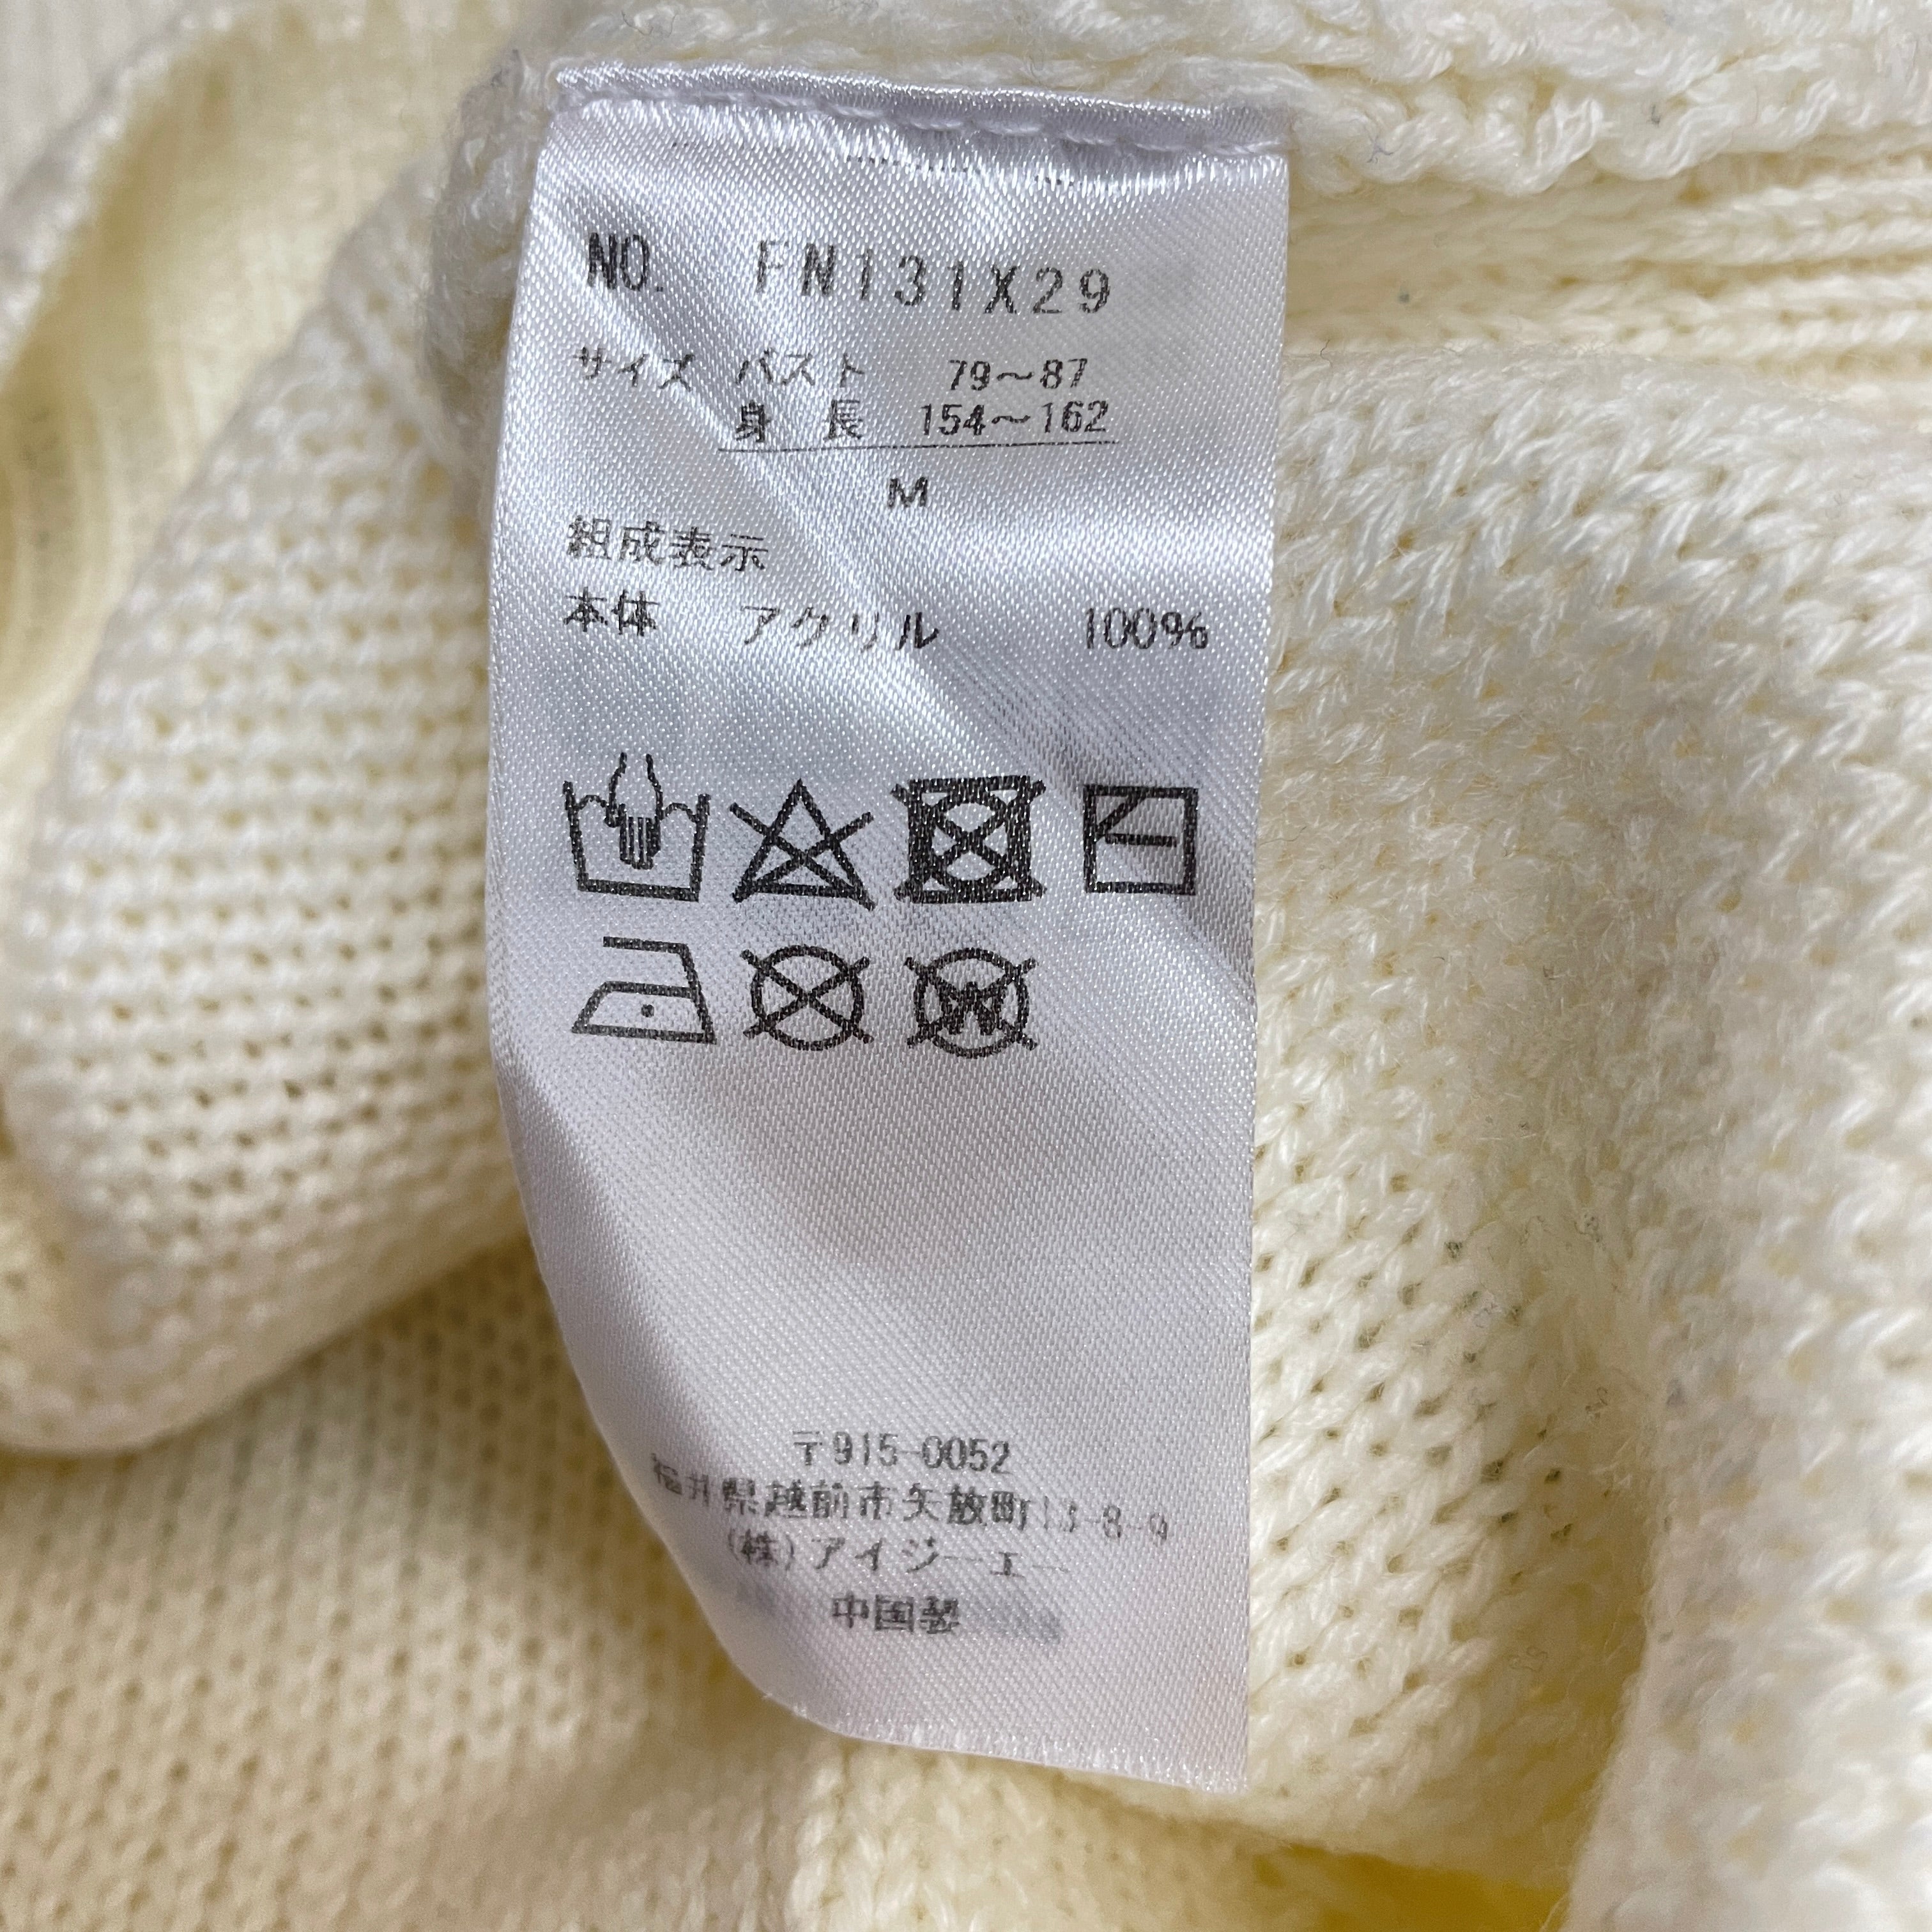 NO. FN131X29
サイズ バスト 79～87
身長 154～162
M
組成表示
本体 アクリル 100%
W
〒915-0052
福井県越前市矢放町13-8-9
(株)アイジーエー
中国製